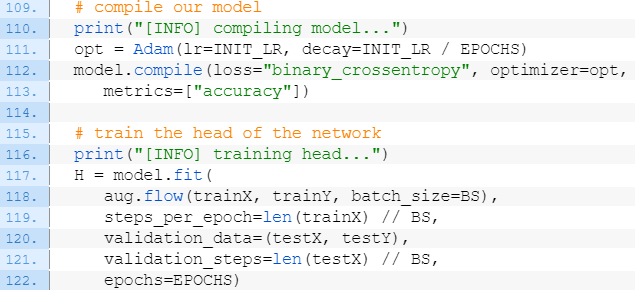 109. # compile our model
110. print("[INFO] compiling model...")
111. opt = Adam(lr=INIT_LR, decay=INIT_LR / EPOCHS)
112. model.compile(loss="binary_crossentropy", optimizer=opt,
113.    metrics=["accuracy"])
114.
115. # train the head of the network
116. print("[INFO] training head...")
117. H = model.fit(
118.    aug.flow(trainX, trainY, batch_size=BS),
119.    steps_per_epoch=len(trainX) // BS,
120.    validation_data=(testX, testY),
121.    validation_steps=len(testX) // BS,
122.    epochs=EPOCHS)